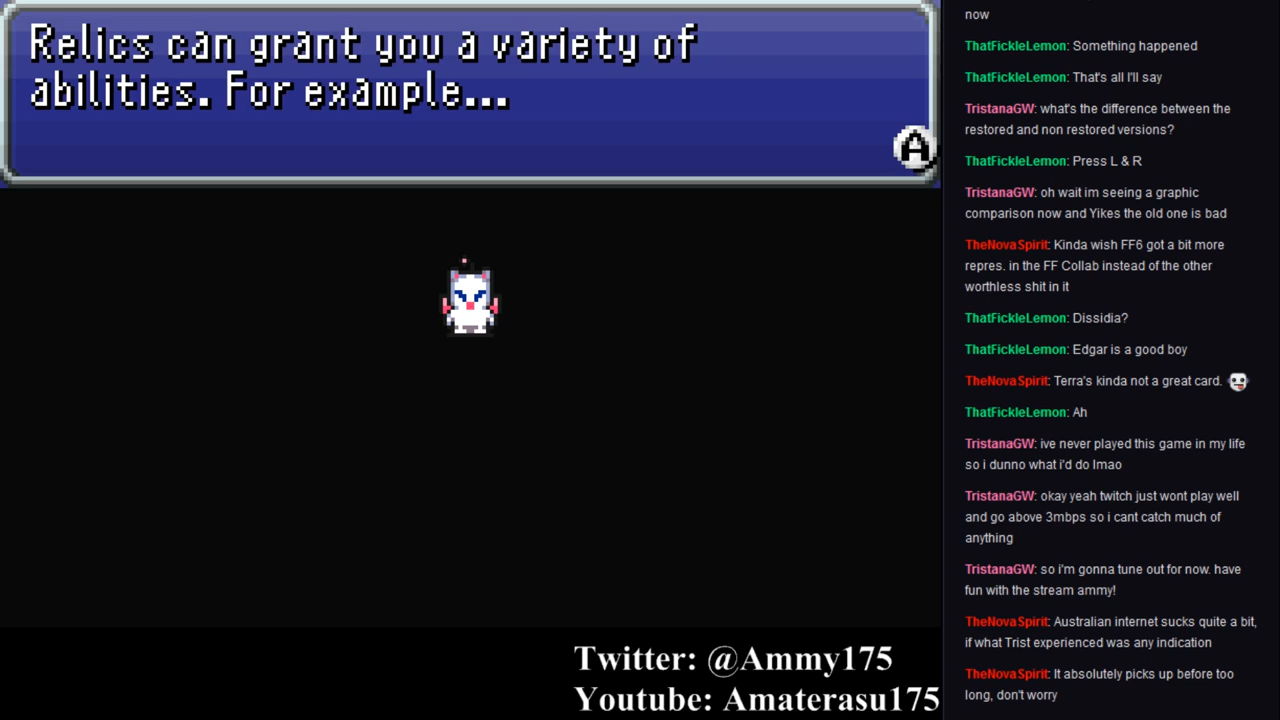 Relics can grant you a variety of
abilities. For example...
A
Twitter: @Ammy175
Youtube: Amaterasu175
now
ThatFickleLemon: Something happened
ThatFickleLemon: That's all I'll say
TristanaGW: what's the difference between the
restored and non restored versions?
ThatFickleLemon: Press L & R
TristanaGW: oh wait im seeing a graphic
comparison now and Yikes the old one is bad
TheNovaSpirit: Kinda wish FF6 got a bit more
repres. in the FF Collab instead of the other
worthless shit in it
ThatFickleLemon: Dissidia?
ThatFickleLemon: Edgar is a good boy
TheNovaSpirit: Terra's kinda not a great card.
ThatFickleLemon: Ah
TristanaGW: ive never played this game in my life
so i dunno what i'd do lmao
TristanaGW: okay yeah twitch just wont play well
and go above 3mbps so i cant catch much of
anything
TristanaGW: so i'm gonna tune out for now. have
fun with the stream ammy!
TheNovaSpirit: Australian internet sucks quite a bit,
if what Trist experienced was any indication
TheNovaSpirit: It absolutely picks up before too
long, don't worry